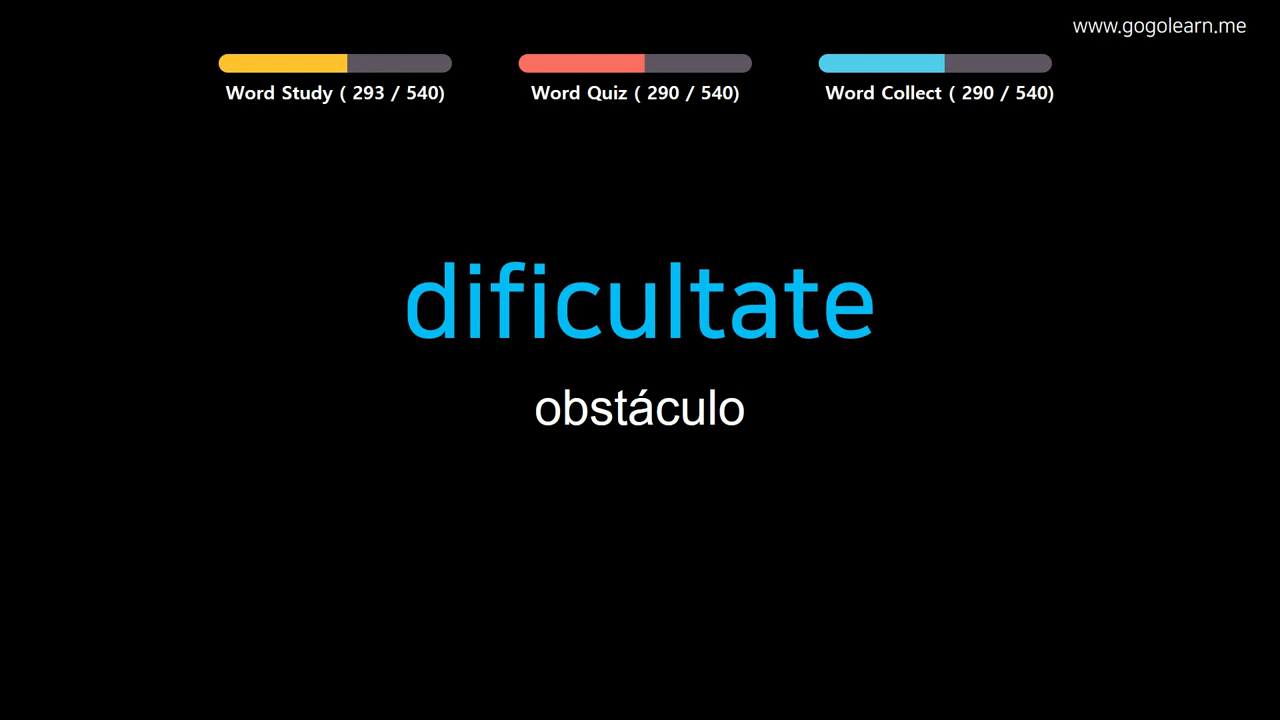 www.gogolearn.me
Word Study ( 293 / 540)
Word Quiz ( 290 / 540)
Word Collect ( 290 / 540)
dificultate
obstáculo